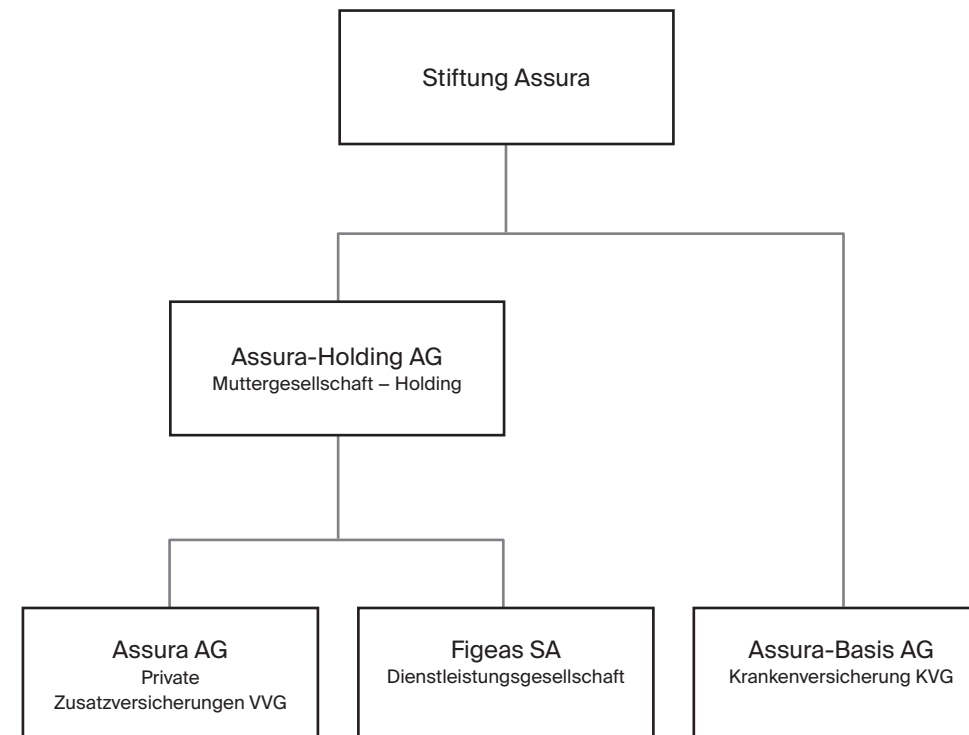 Stiftung Assura
Assura-Holding AG
Muttergesellschaft – Holding
Assura AG
Private
Zusatzversicherungen VVG
Figeas SA
Dienstleistungsgesellschaft
Assura-Basis AG
Krankenversicherung KVG